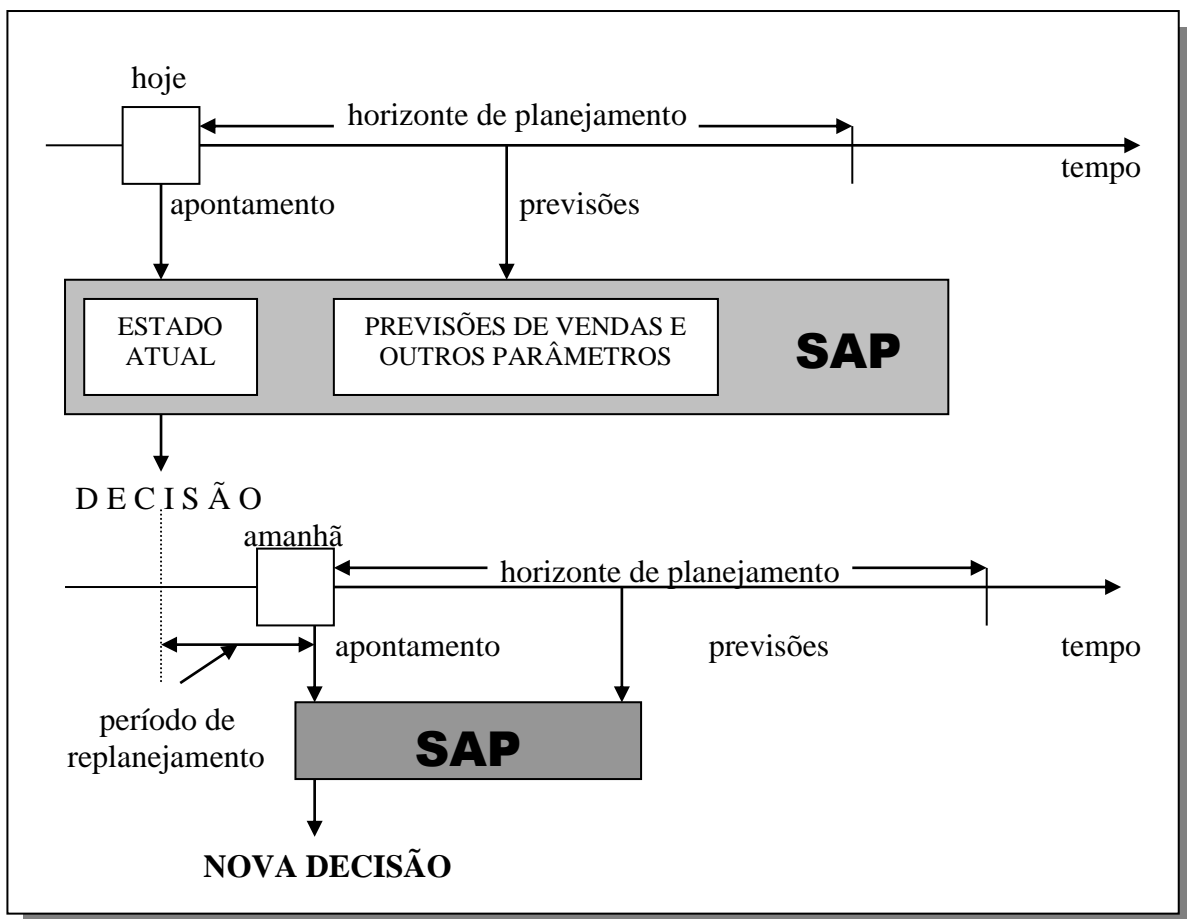 hoje
horizonte de planejamento
tempo
apontamento
previsões
ESTADO
ATUAL
PREVISÕES DE VENDAS E
OUTROS PARÂMETROS
SAP
D E C I S Ã O
amanhã
horizonte de planejamento
apontamento
previsões
tempo
período de
replanejamento
SAP
NOVA DECISÃO